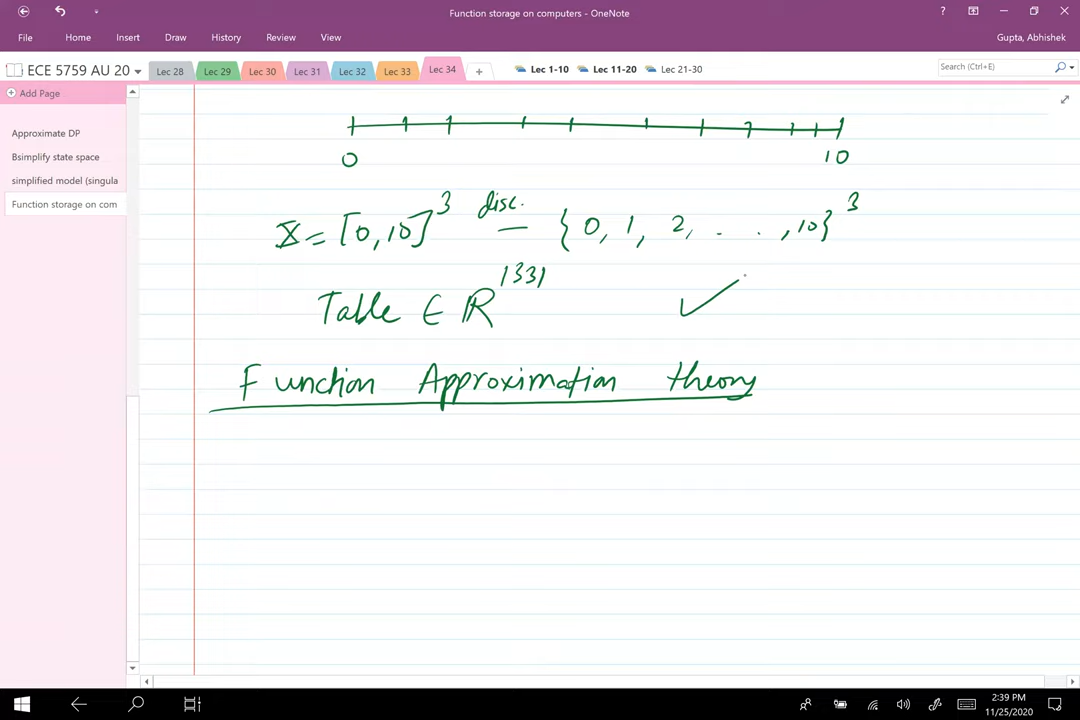 Function storage on computers - OneNote
?
File Home Insert Draw History Review View
Gupta, Abhishek
ECE 5759 AU 20
Lec 28 Lec 29 Lec 30 Lec 31 Lec 32 Lec 33 Lec 34 + Lec 1-10 Lec 11-20 Lec 21-30
Search (Ctrl+E)
Add Page
Approximate DP
Bsimplify state space
simplified model (singula
Function storage on com
0 10
X = [0,10]^3 disc. — {0, 1, 2, . . , 10}^3
Table ∈ R^1331 ✓
Function Approximation theory
2:39 PM
11/25/2020